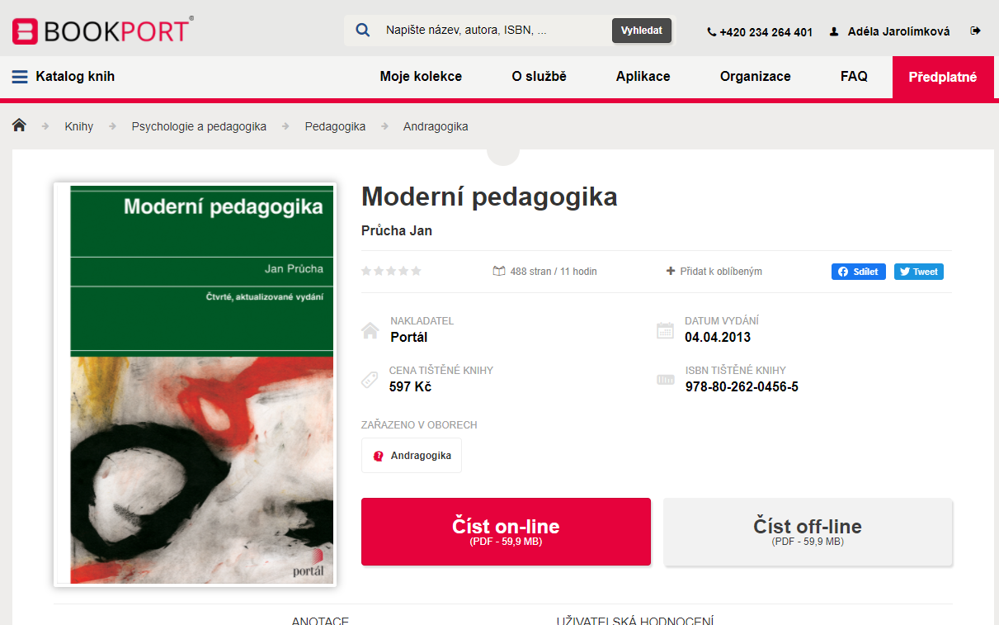 BOOKPORT®
Napište název, autora, ISBN, ...
Vyhledat
+420 234 264 401
Adéla Jarolímková
Katalog knih
Moje kolekce
O službě
Aplikace
Organizace
FAQ
Předplatné
Knihy
Psychologie a pedagogika
Pedagogika
Andragogika
Moderní pedagogika
Jan Průcha
Čtvrté, aktualizované vydání
portál
Moderní pedagogika
Průcha Jan
488 stran / 11 hodin
Přidat k oblíbeným
Sdílet
Tweet
NAKLADATEL
Portál
DATUM VYDÁNÍ
04.04.2013
CENA TIŠTĚNÉ KNIHY
597 Kč
ISBN TIŠTĚNÉ KNIHY
978-80-262-0456-5
ZAŘAZENO V OBORECH
Andragogika
Číst on-line
(PDF - 59,9 MB)
Číst off-line
(PDF - 59,9 MB)
ANOTACE
UŽIVATELSKÁ HODNOCENÍ